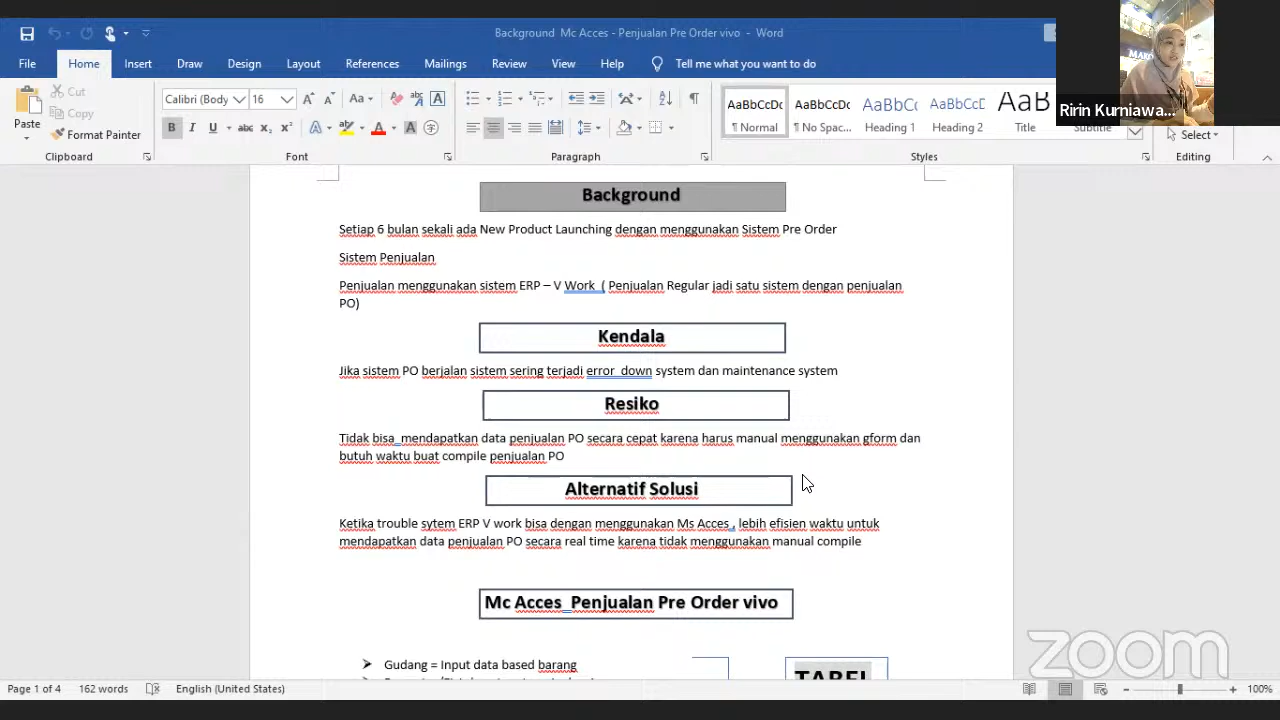 Background Mc Acces - Penjualan Pre Order vivo - Word
File Home Insert Draw Design Layout References Mailings Review View Help Tell me what you want to do
Ririn Kurniawa...
Paste
Cut
Copy
Format Painter
Clipboard
Calibri (Body 16
Font
Paragraph
AaBbCcDc AaBbCcDc AaBbCc AaBbCcD AaB
¶ Normal ¶ No Spac... Heading 1 Heading 2 Title
Styles
Select
Editing
Background
Setiap 6 bulan sekali ada New Product Launching dengan menggunakan Sistem Pre Order
Sistem Penjualan
Penjualan menggunakan sistem ERP – V Work ( Penjualan Regular jadi satu sistem dengan penjualan
PO)
Kendala
Jika sistem PO berjalan sistem sering terjadi error down system dan maintenance system
Resiko
Tidak bisa mendapatkan data penjualan PO secara cepat karena harus manual menggunakan gform dan
butuh waktu buat compile penjualan PO
Alternatif Solusi
Ketika trouble sytem ERP V work bisa dengan menggunakan Ms Acces , lebih efisien waktu untuk
mendapatkan data penjualan PO secara real time karena tidak menggunakan manual compile
Mc Acces Penjualan Pre Order vivo
Gudang = Input data based barang
TABEL
zoom
Page 1 of 4 162 words English (United States) 100%